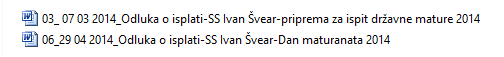 03_ 07 03 2014_Odluka o isplati-SS Ivan Švear-priprema za ispit državne mature 2014
06_29 04 2014_Odluka o isplati-SS Ivan Švear-Dan maturanata 2014